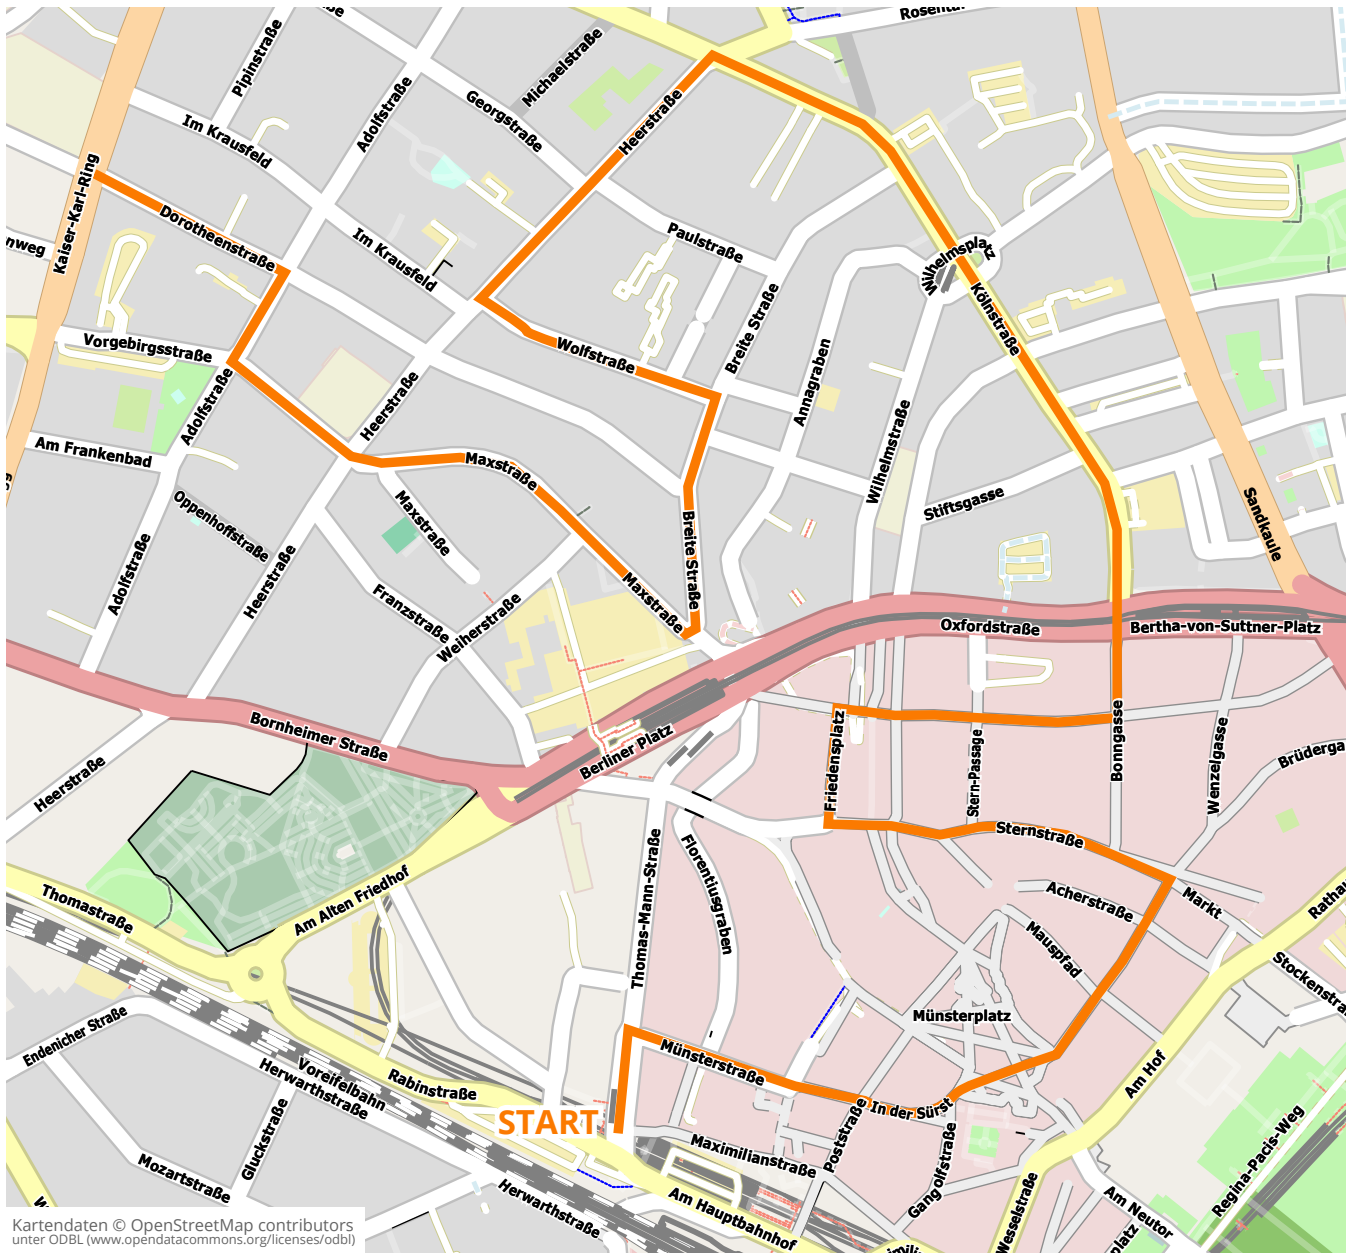 Rosental
Pipinstraße
Michaelstraße
Adolfstraße
Georgstraße
Heerstraße
Im Krausfeld
Kaiser-Karl-Ring
Dorotheenstraße
nweg
Im Krausfeld
Paulstraße
Wilhelmsplatz
Kölnstraße
Breite Straße
Vorgebirgsstraße
Wolfstraße
Annagraben
Adolfstraße
Heerstraße
Am Frankenbad
Maxstraße
Wilhelmstraße
Stiftsgasse
Sandkaule
Oppenhoffstraße
Maxstraße
Breite Straße
Adolfstraße
Heerstraße
Franzstraße
Weiherstraße
Maxstraße
Oxfordstraße
Bertha-von-Suttner-Platz
Bornheimer Straße
Berliner Platz
Friedensplatz
Stern-Passage
Bonngasse
Wenzelgasse
Brüderga
Heerstraße
Sternstraße
Thomas-Mann-Straße
Florentiusgraben
Acherstraße
Markt
Rathau
Thomastraße
Am Alten Friedhof
Mauspfad
Stockenstra
Münsterplatz
Endenicher Straße
Voreifelbahn
Herwarthstraße
Rabinstraße
Münsterstraße
In der Sürst
Am Hof
START
Gluckstraße
Mozartstraße
Maximilianstraße
Poststraße
Gangolfstraße
Wesselstraße
Regina-Pacis-Weg
Herwarthstraße
Am Hauptbahnhof
Am Neutor
platz
Kartendaten © OpenStreetMap contributors
unter ODBL (www.opendatacommons.org/licenses/odbl)